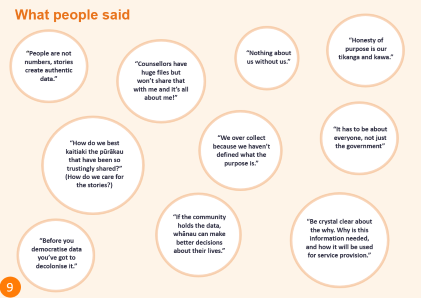 What people said
"People are not
numbers, stories
create authentic
data."
"Counsellors have
huge files but
won't share that
with me and it's all
about me!"
"Nothing about
us without us."
"Honesty of
purpose is our
tikanga and kawa."
"How do we best
kaitiaki the pūrākau
that have been so
trustingly shared?"
(How do we care for
the stories?)
"We over collect
because we haven't
defined what the
purpose is."
"It has to be about
everyone, not just
the government"
"Before you
democratise data
you've got to
decolonise it."
"If the community
holds the data,
whānau can make
better decisions
about their lives."
"Be crystal clear about
the why. Why is this
information needed,
and how it will be used
for service provision."
9